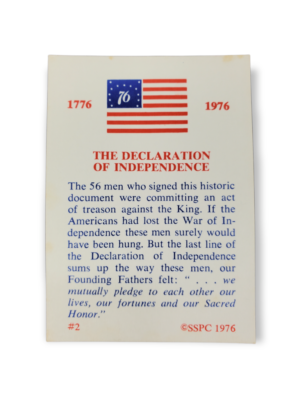 76
1776 1976
THE DECLARATION
OF INDEPENDENCE
The 56 men who signed this historic
document were committing an act
of treason against the King. If the
Americans had lost the War of In-
dependence these men surely would
have been hung. But the last line of
the Declaration of Independence
sums up the way these men, our
Founding Fathers felt: “ . . . we
mutually pledge to each other our
lives, our fortunes and our Sacred
Honor.”
#2 ©SSPC 1976